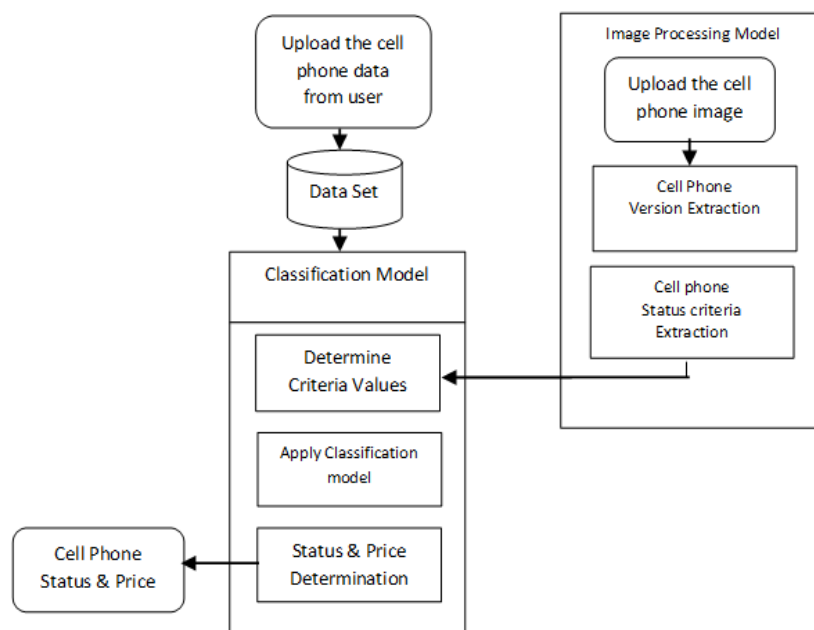 Upload the cell
phone data
from user
Data Set
Classification Model
Determine
Criteria Values
Apply Classification
model
Status & Price
Determination
Cell Phone
Status & Price
Image Processing Model
Upload the cell
phone image
Cell Phone
Version Extraction
Cell phone
Status criteria
Extraction